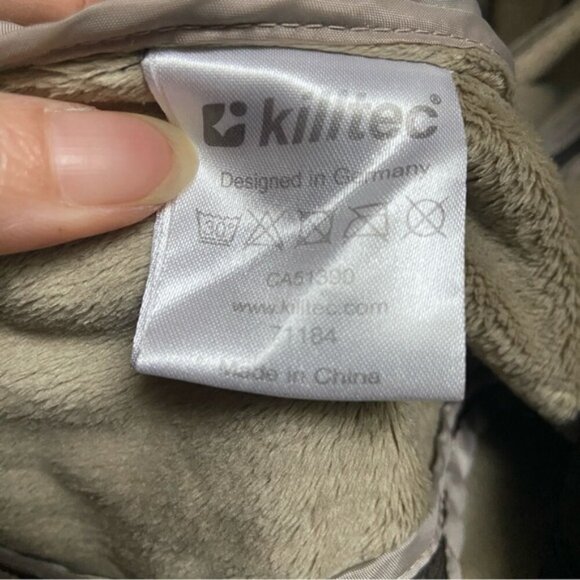 killtec®
Designed in Germany
30°
CA51390
www.killtec.com
71184
Made in China